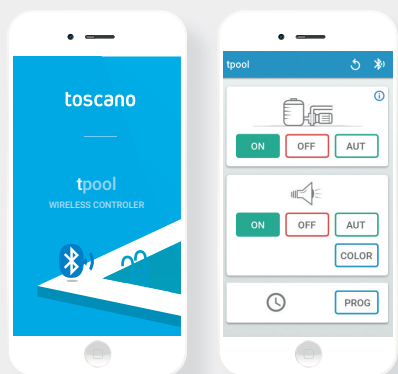 toscano
tpool
WIRELESS CONTROLER
tpool
ON OFF AUT
ON OFF AUT
COLOR
PROG